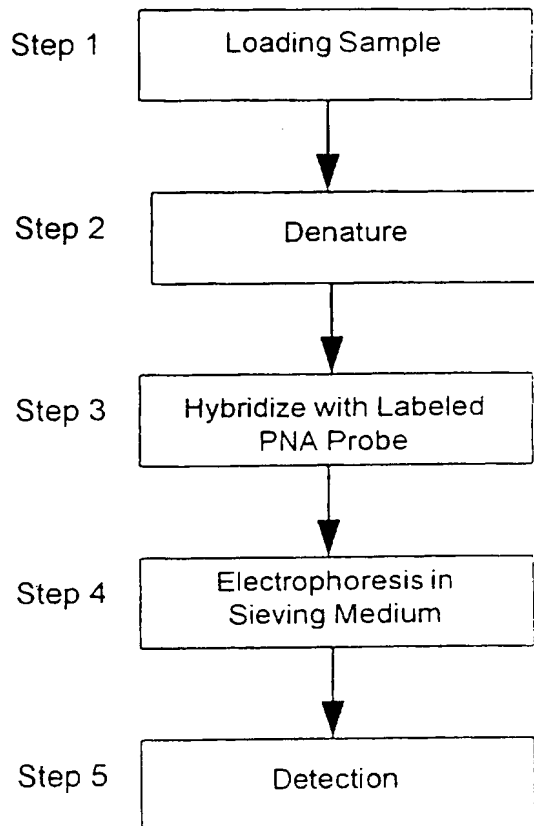 Step 1
Loading Sample
Step 2
Denature
Step 3
Hybridize with Labeled
PNA Probe
Step 4
Electrophoresis in
Sieving Medium
Step 5
Detection